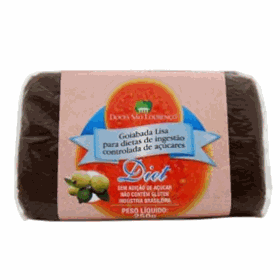 DOCES SÃO LOURENÇO
Goiabada Lisa
para dietas de ingestão
controlada de açúcares
Diet
SEM ADIÇÃO DE AÇÚCAR
NÃO CONTÉM GLÚTEN
INDÚSTRIA BRASILEIRA
PESO LÍQUIDO:
250g